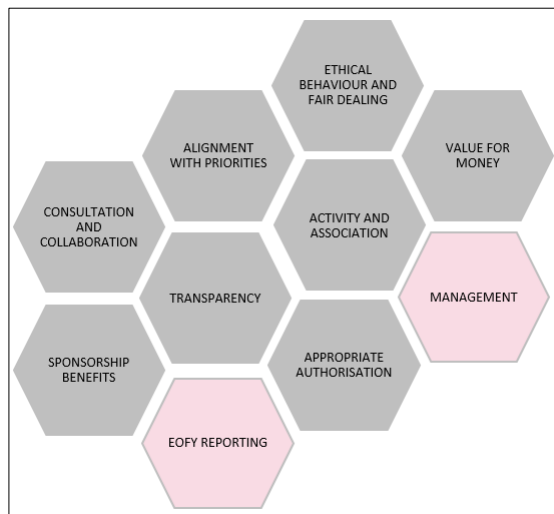 ETHICAL
BEHAVIOUR AND
FAIR DEALING
ALIGNMENT
WITH PRIORITIES
VALUE FOR
MONEY
CONSULTATION
AND
COLLABORATION
ACTIVITY AND
ASSOCIATION
TRANSPARENCY
MANAGEMENT
SPONSORSHIP
BENEFITS
APPROPRIATE
AUTHORISATION
EOFY REPORTING